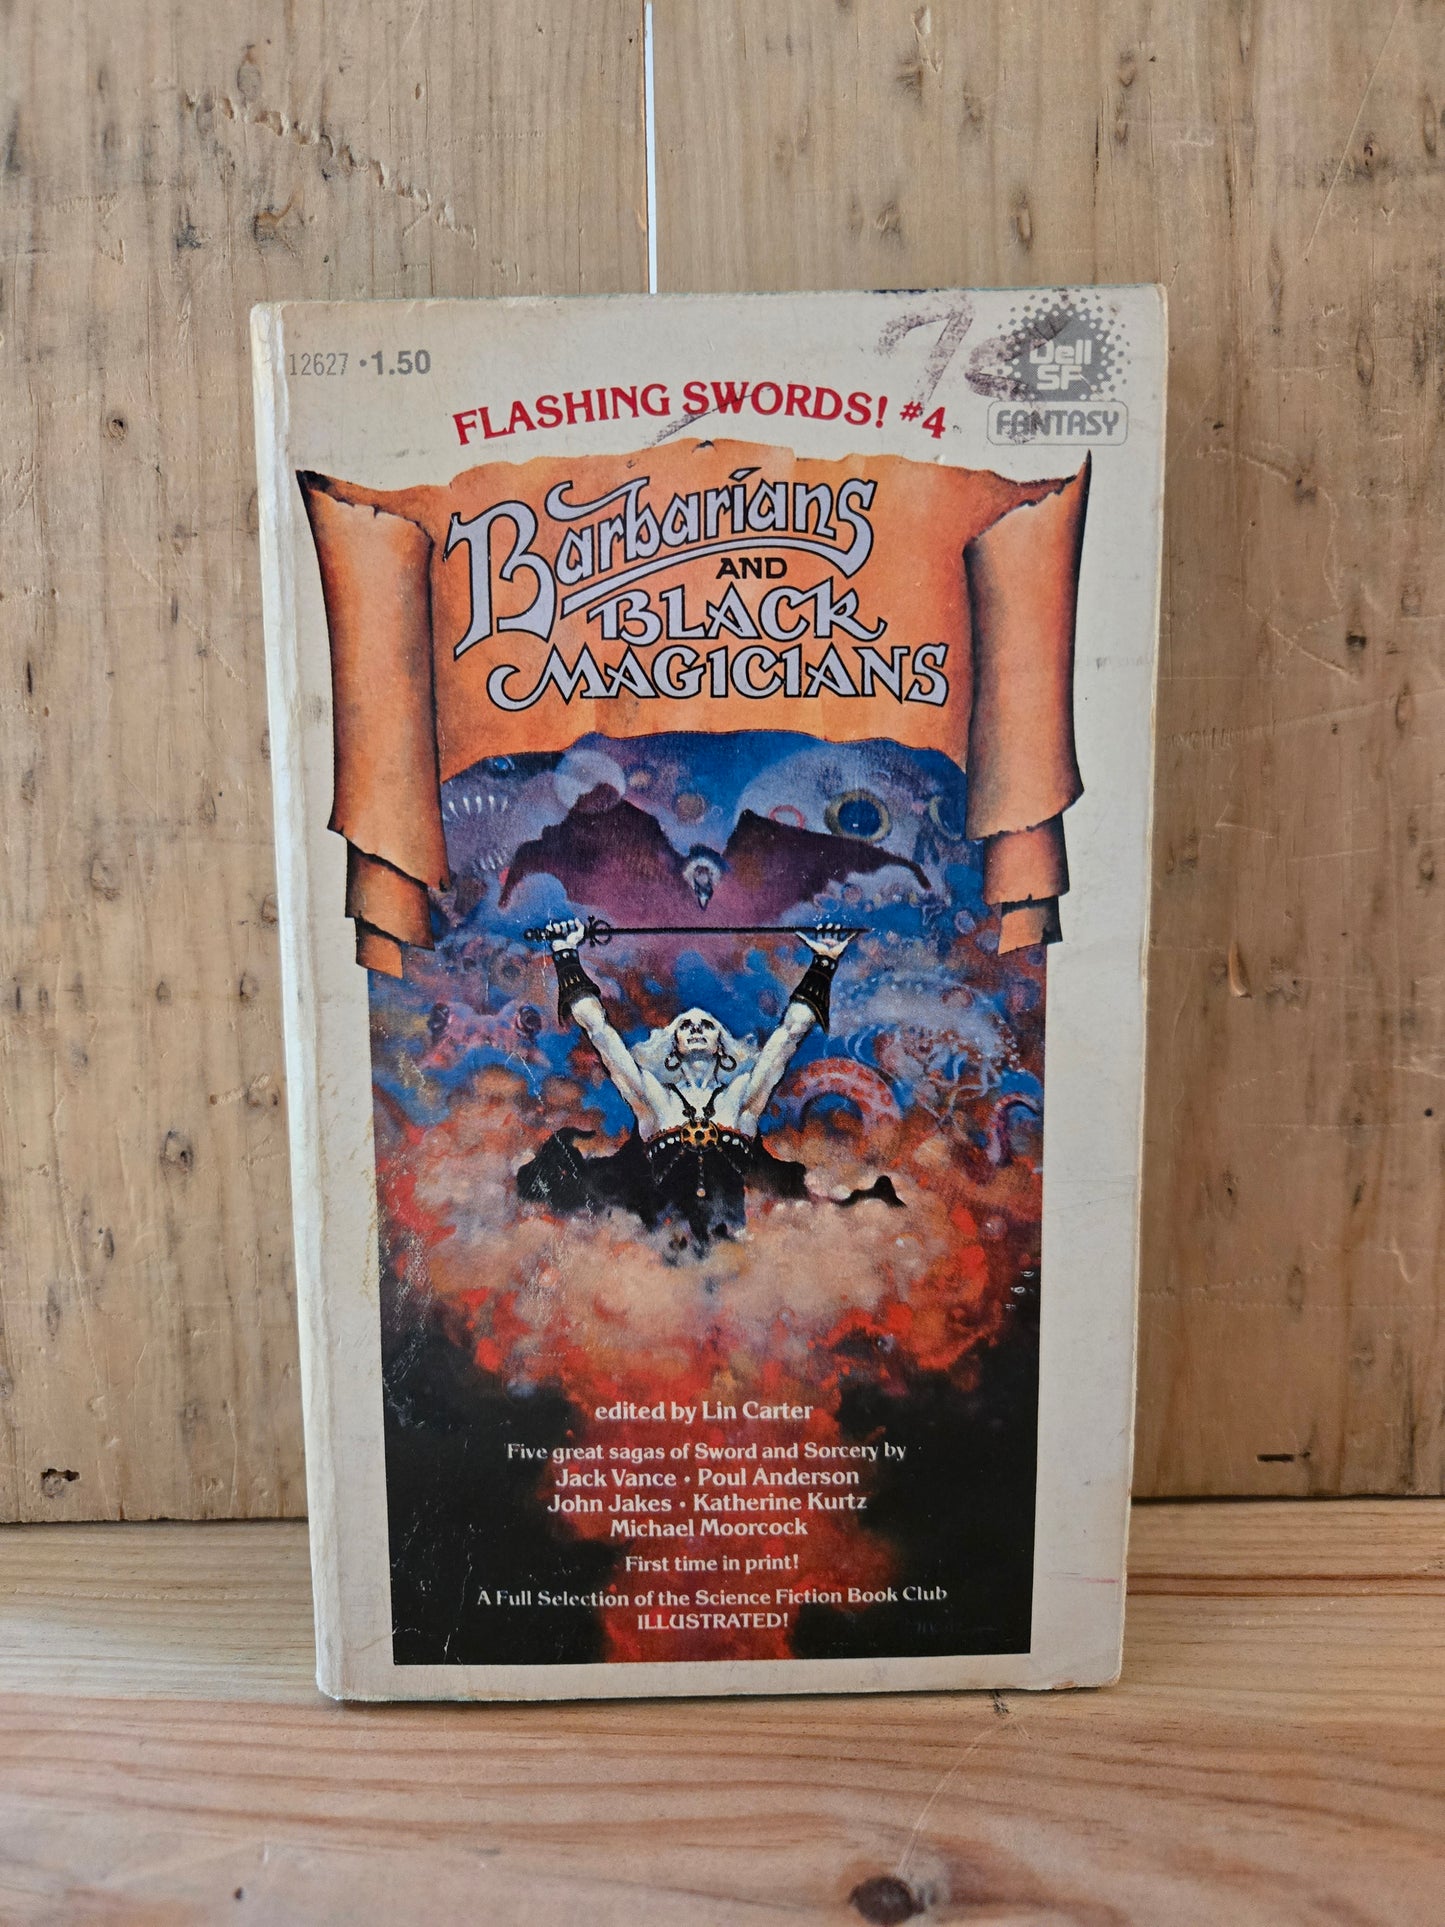 12627 • 1.50
Dell
SF
FANTASY
FLASHING SWORDS! #4
Barbarians
AND
BLACK
MAGICIANS
edited by Lin Carter
Five great sagas of Sword and Sorcery by
Jack Vance • Poul Anderson
John Jakes • Katherine Kurtz
Michael Moorcock
First time in print!
A Full Selection of the Science Fiction Book Club
ILLUSTRATED!